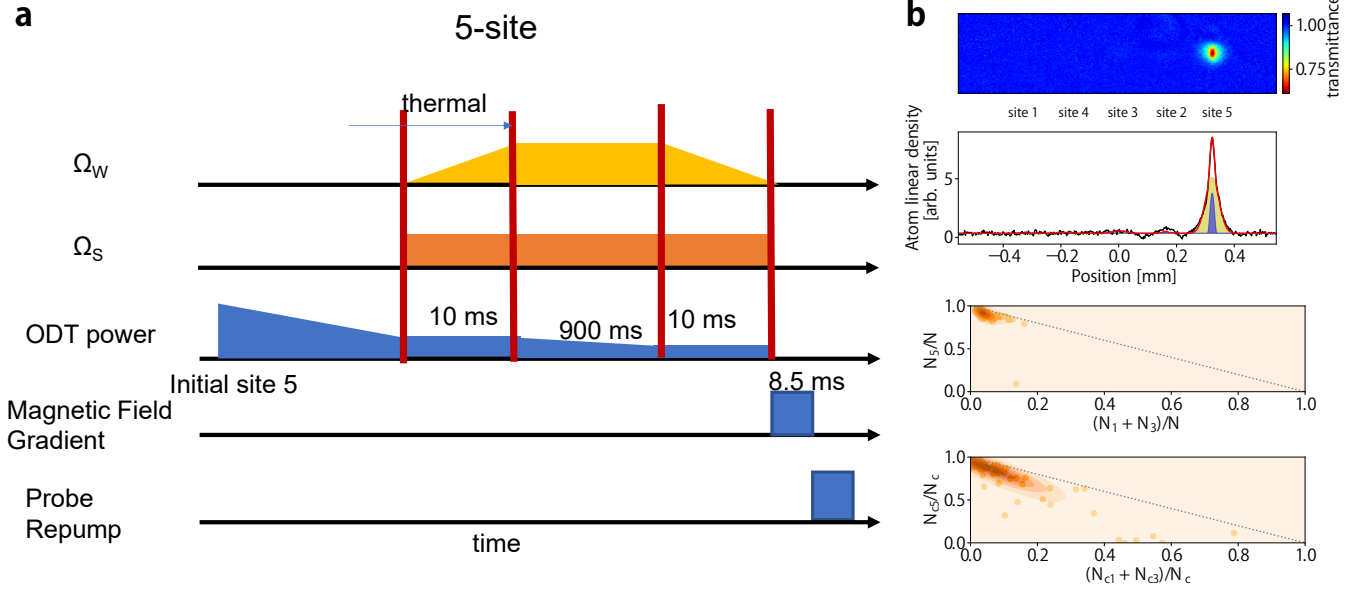 a
5-site
thermal
Ω_W
Ω_S
ODT power
10 ms
900 ms
10 ms
Initial site 5
8.5 ms
Magnetic Field
Gradient
Probe
Repump
time
b
1.00
0.75
transmittance
site 1 site 4 site 3 site 2 site 5
Atom linear density
[arb. units]
5
0
−0.4 −0.2 0.0 0.2 0.4
Position [mm]
N₅/N
1.0
0.5
0.0
0.0 0.2 0.4 0.6 0.8 1.0
(N₁ + N₃)/N
N_c5/N_c
1.0
0.5
0.0
0.0 0.2 0.4 0.6 0.8 1.0
(N_c1 + N_c3)/N_c